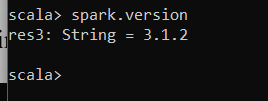 scala> spark.version
res3: String = 3.1.2
scala>